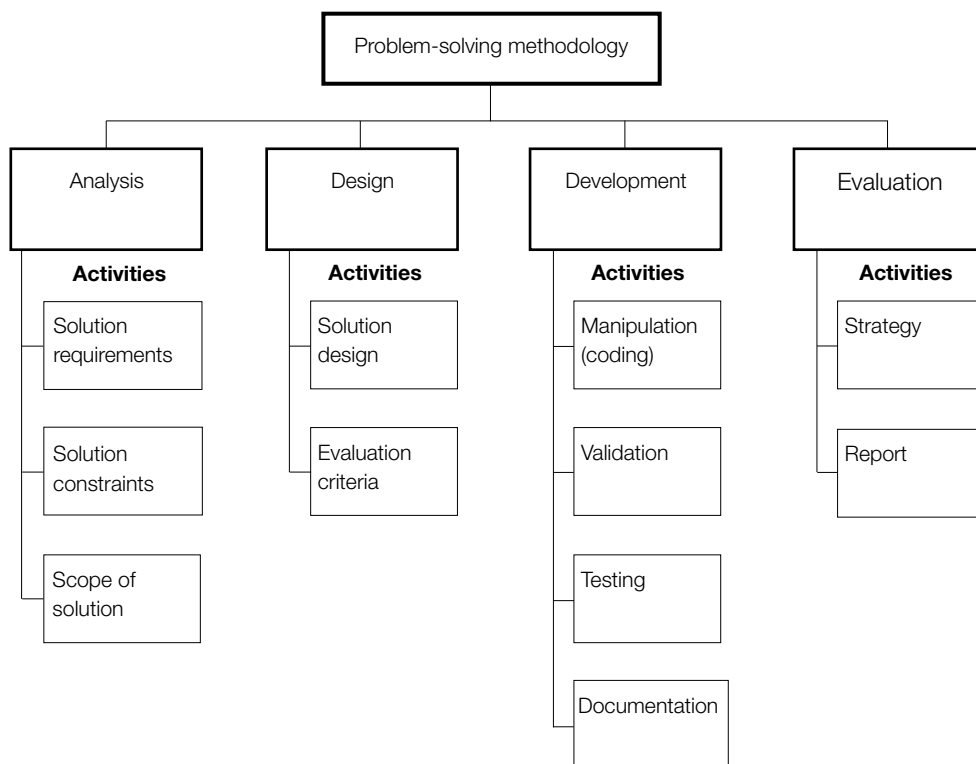 Problem-solving methodology
Analysis
Activities
Solution
requirements
Solution
constraints
Scope of
solution
Design
Activities
Solution
design
Evaluation
criteria
Development
Activities
Manipulation
(coding)
Validation
Testing
Documentation
Evaluation
Activities
Strategy
Report